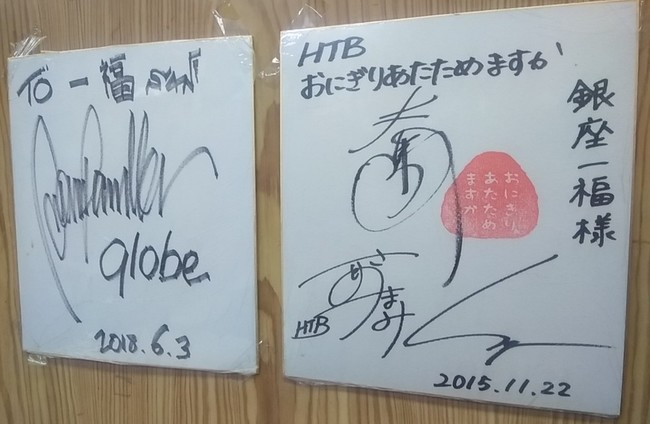 TO 一福 SAN
globe
2018.6.3
HTB
おにぎりあたためますか
銀座一福様
おにぎり
あたため
ますか
HTB
2015.11.22